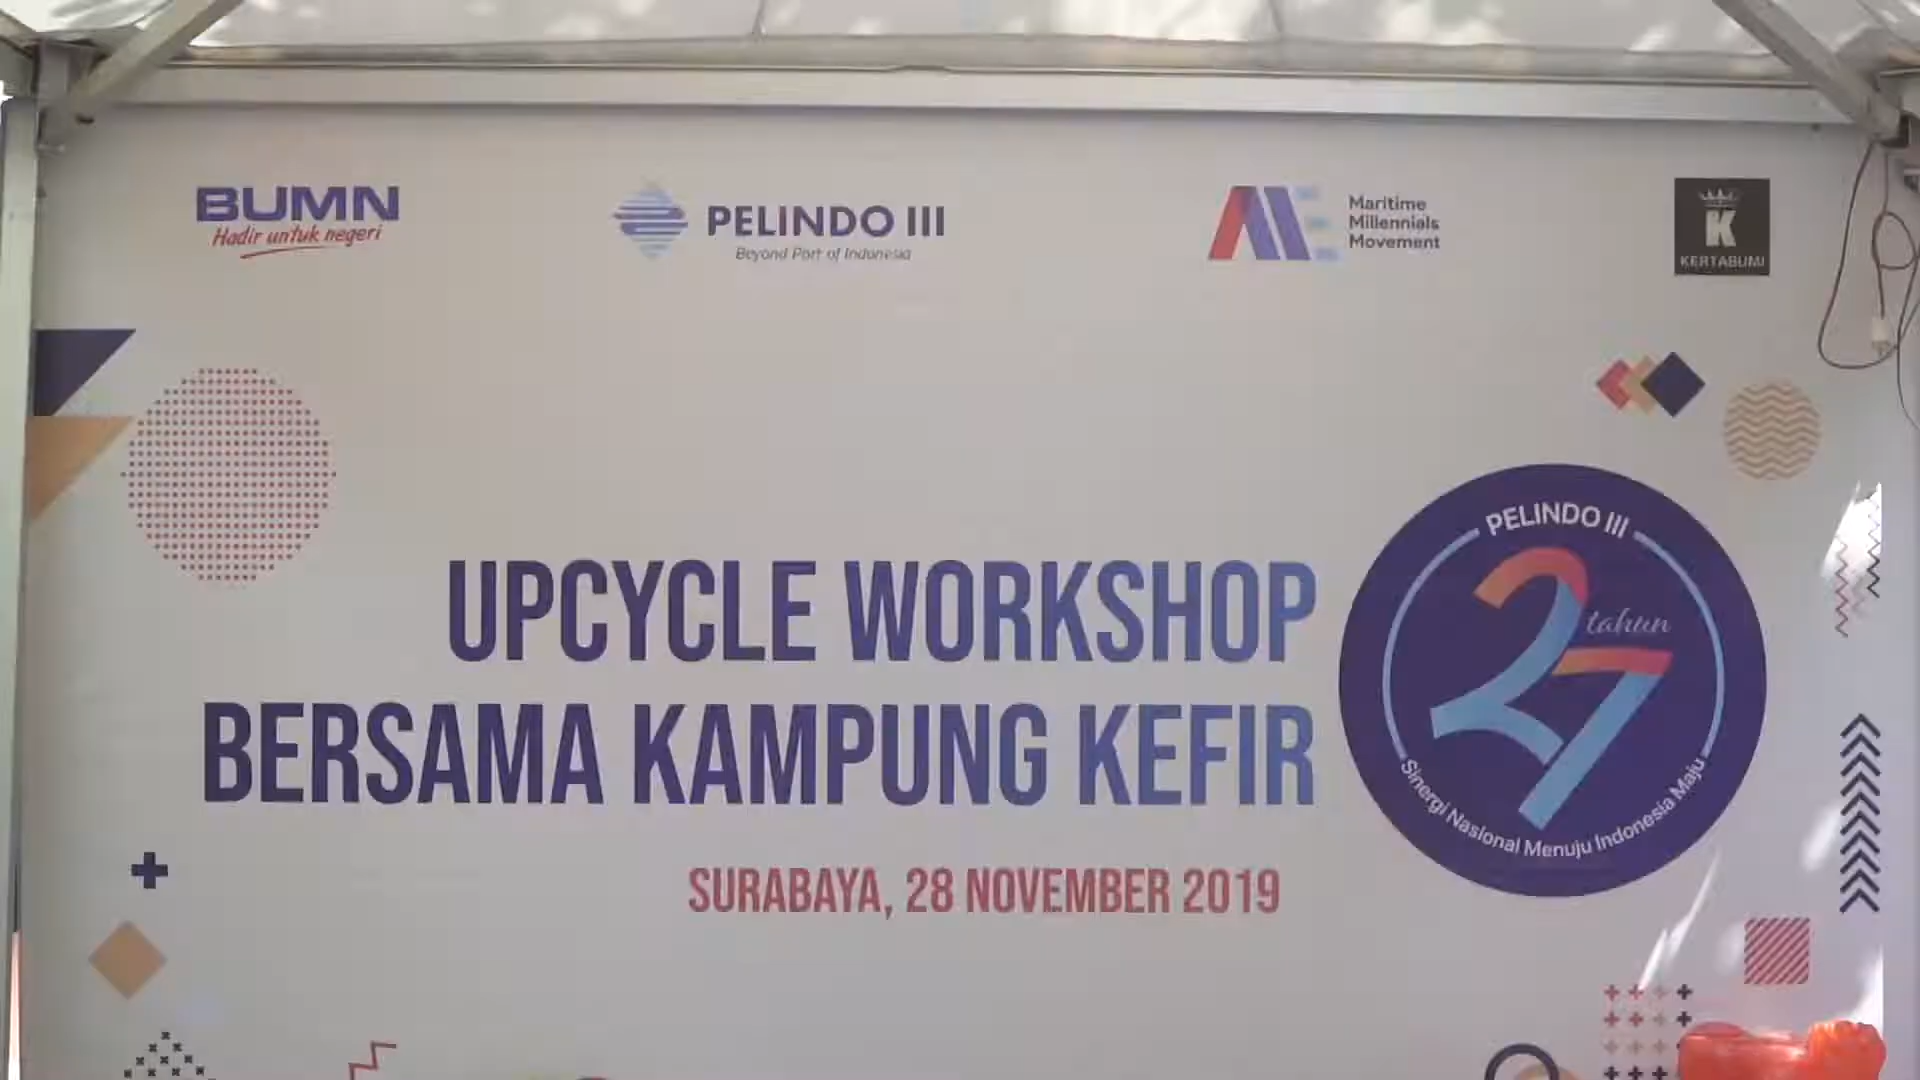 BUMN
Hadir untuk negeri
PELINDO III
Beyond Port of Indonesia
Maritime
Millennials
Movement
K
KERTABUMI
UPCYCLE WORKSHOP
BERSAMA KAMPUNG KEFIR
SURABAYA, 28 NOVEMBER 2019
PELINDO III
27 tahun
Sinergi Nasional Menuju Indonesia Maju